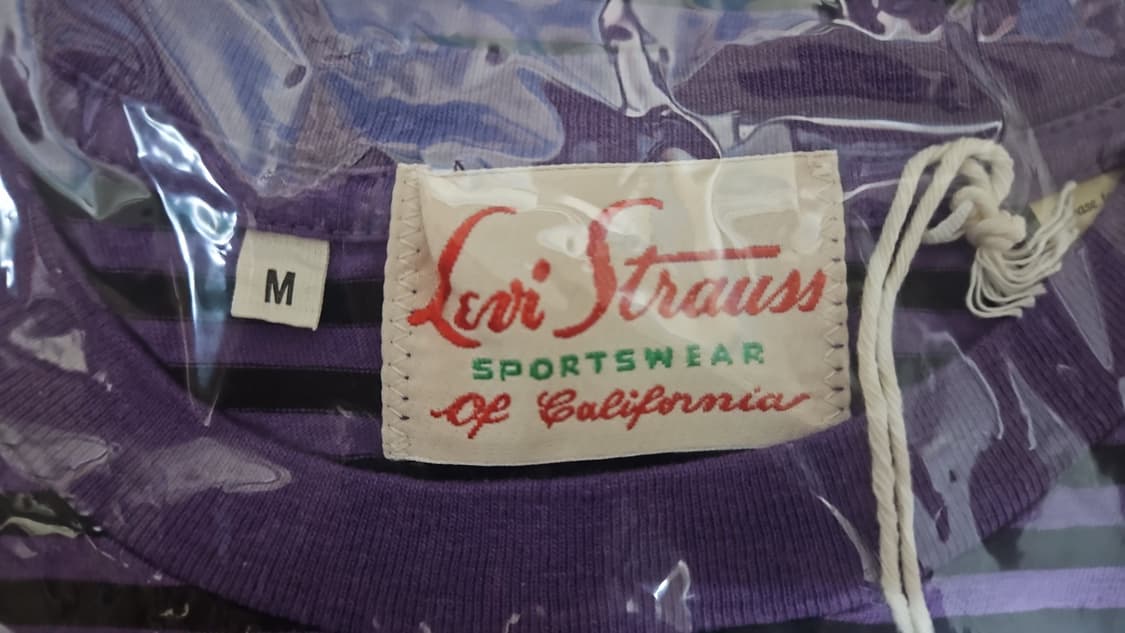 M
Levi Strauss
SPORTSWEAR
Of California